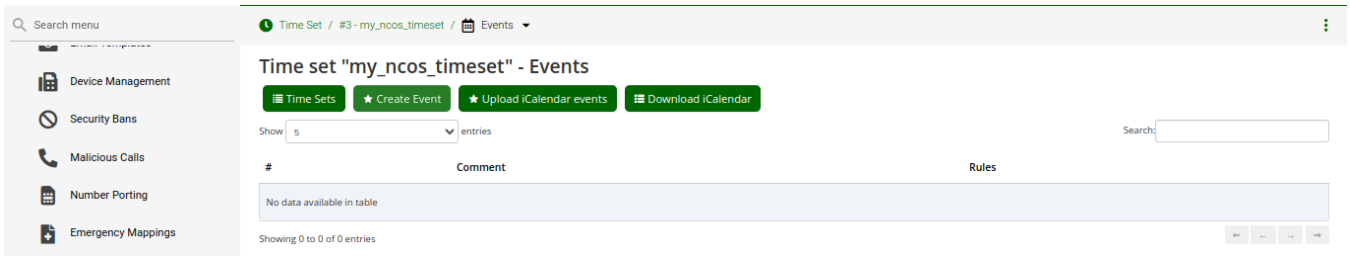 Search menu
Time Set / #3 - my_ncos_timeset / Events
Email Templates
Device Management
Security Bans
Malicious Calls
Number Porting
Emergency Mappings
Time set "my_ncos_timeset" - Events
Time Sets Create Event Upload iCalendar events Download iCalendar
Show 5 entries Search:
# Comment Rules
No data available in table
Showing 0 to 0 of 0 entries ⇐ ← → ⇒